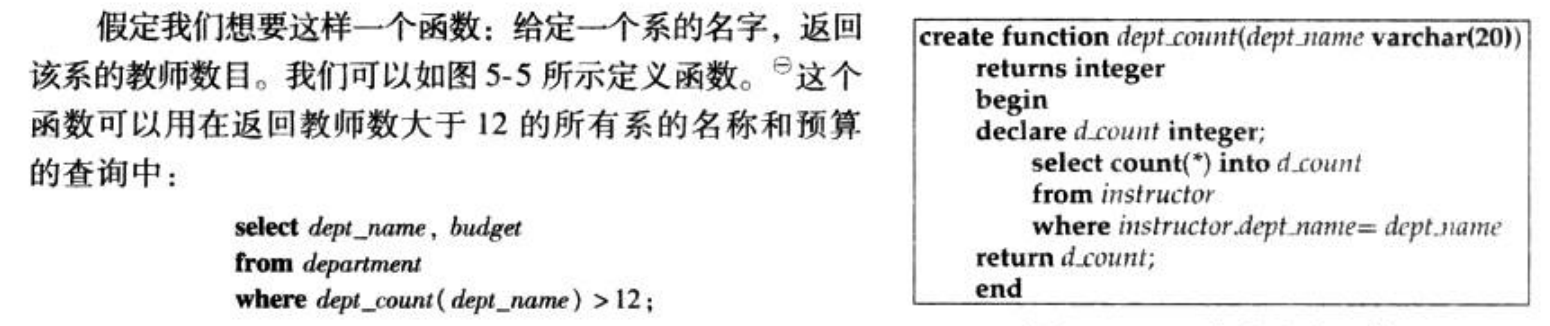 假定我们想要这样一个函数：给定一个系的名字，返回
该系的教师数目。我们可以如图 5-5 所示定义函数。⊖这个
函数可以用在返回教师数大于 12 的所有系的名称和预算
的查询中：
select dept_name, budget
from department
where dept_count(dept_name) > 12;
create function dept_count(dept_name varchar(20))
returns integer
begin
declare d_count integer;
select count(*) into d_count
from instructor
where instructor.dept_name= dept_name
return d_count;
end